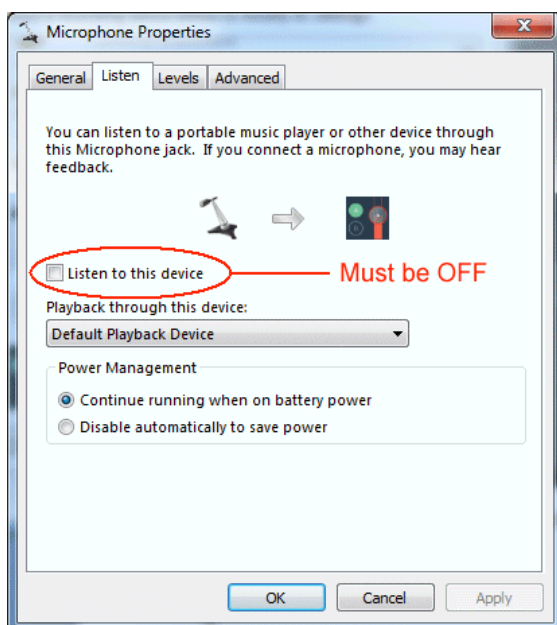 Microphone Properties
General Listen Levels Advanced
You can listen to a portable music player or other device through
this Microphone jack. If you connect a microphone, you may hear
feedback.
Listen to this device
Must be OFF
Playback through this device:
Default Playback Device
Power Management
Continue running when on battery power
Disable automatically to save power
OK Cancel Apply